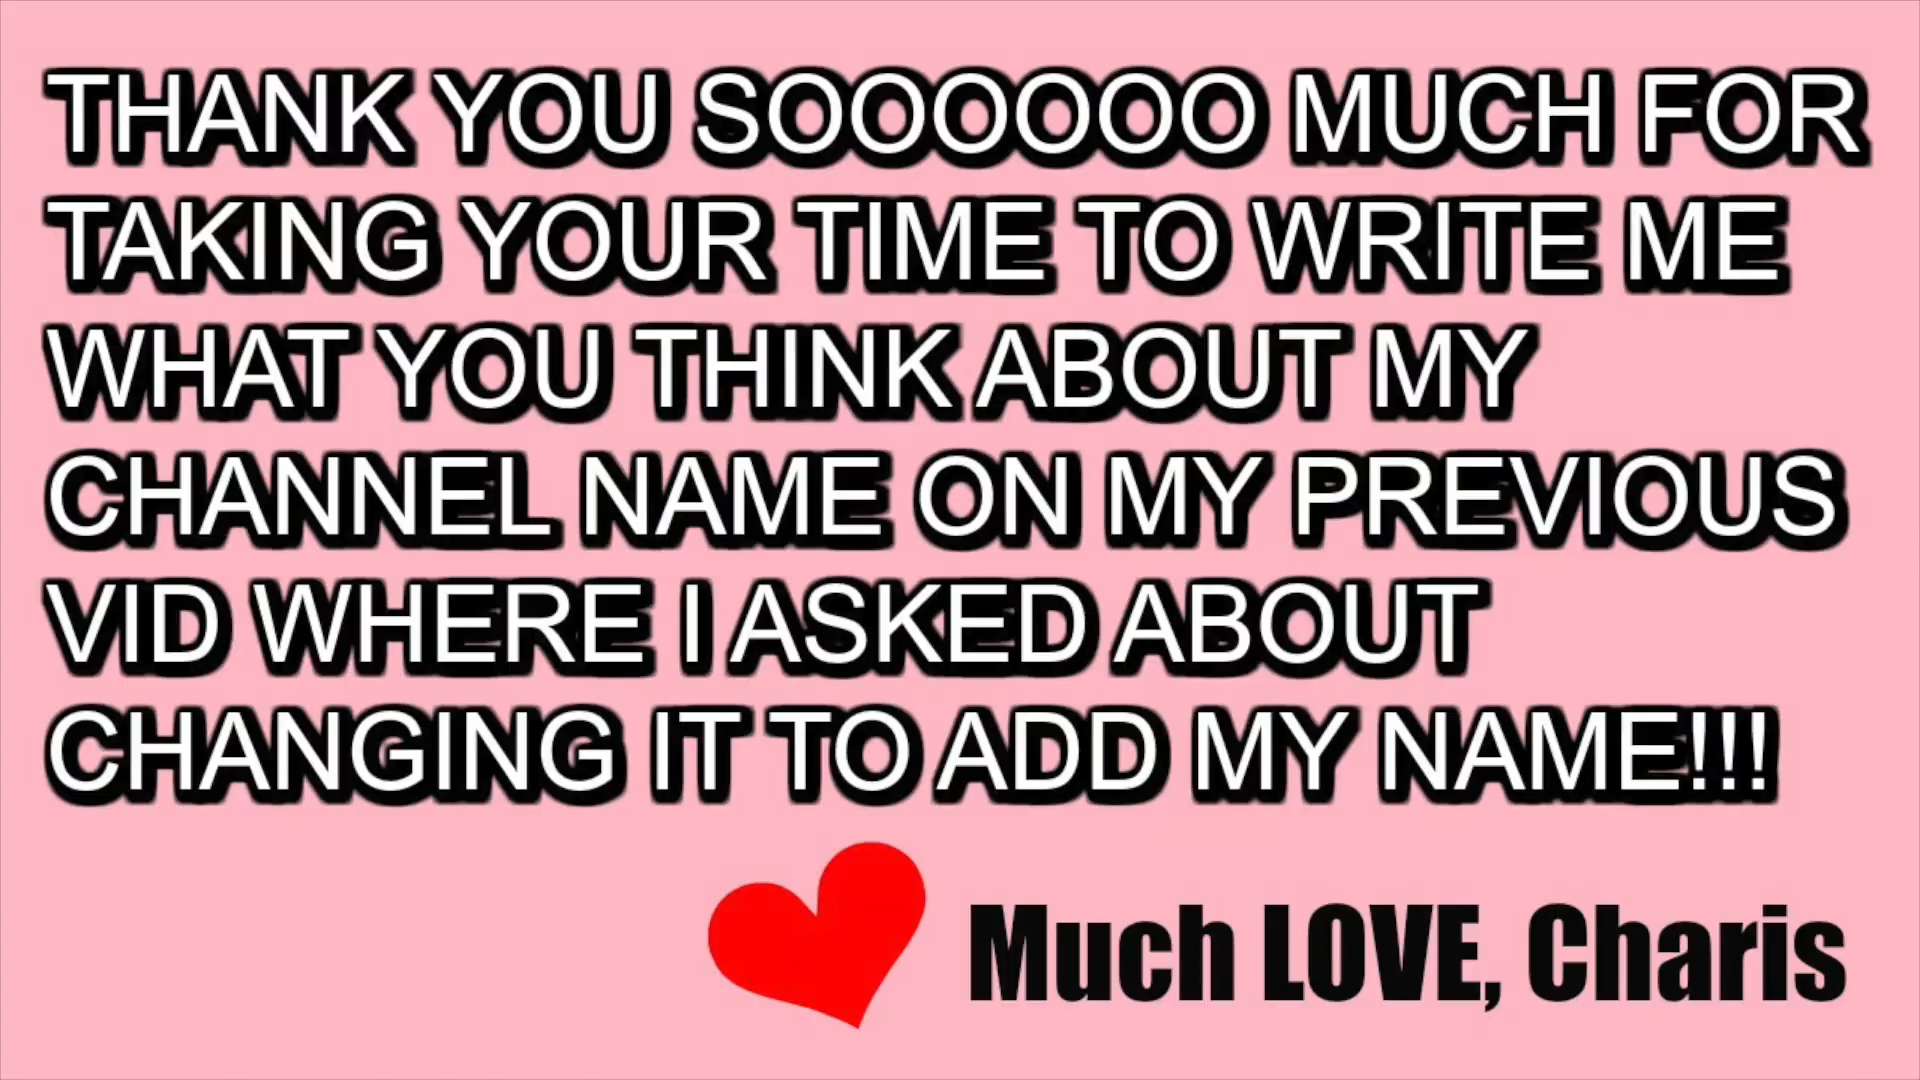 THANK YOU SOOOOOO MUCH FOR
TAKING YOUR TIME TO WRITE ME
WHAT YOU THINK ABOUT MY
CHANNEL NAME ON MY PREVIOUS
VID WHERE I ASKED ABOUT
CHANGING IT TO ADD MY NAME!!!
Much LOVE, Charis